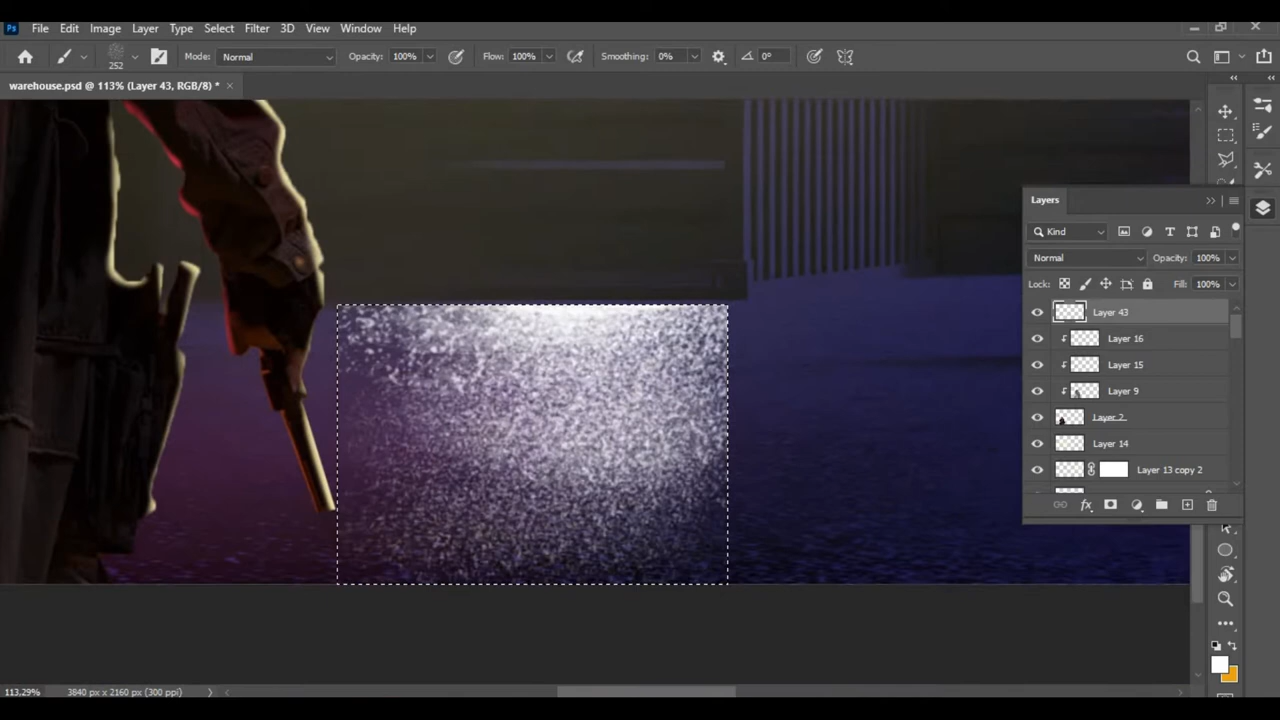 Ps File Edit Image Layer Type Select Filter 3D View Window Help
252 Mode: Normal Opacity: 100% Flow: 100% Smoothing: 0% 0°
warehouse.psd @ 113% (Layer 43, RGB/8) *
Layers
Kind
Normal Opacity: 100%
Lock: Fill: 100%
Layer 43
Layer 16
Layer 15
Layer 9
Layer 2
Layer 14
Layer 13 copy 2
fx
113.29% 3840 px x 2160 px (300 ppi)